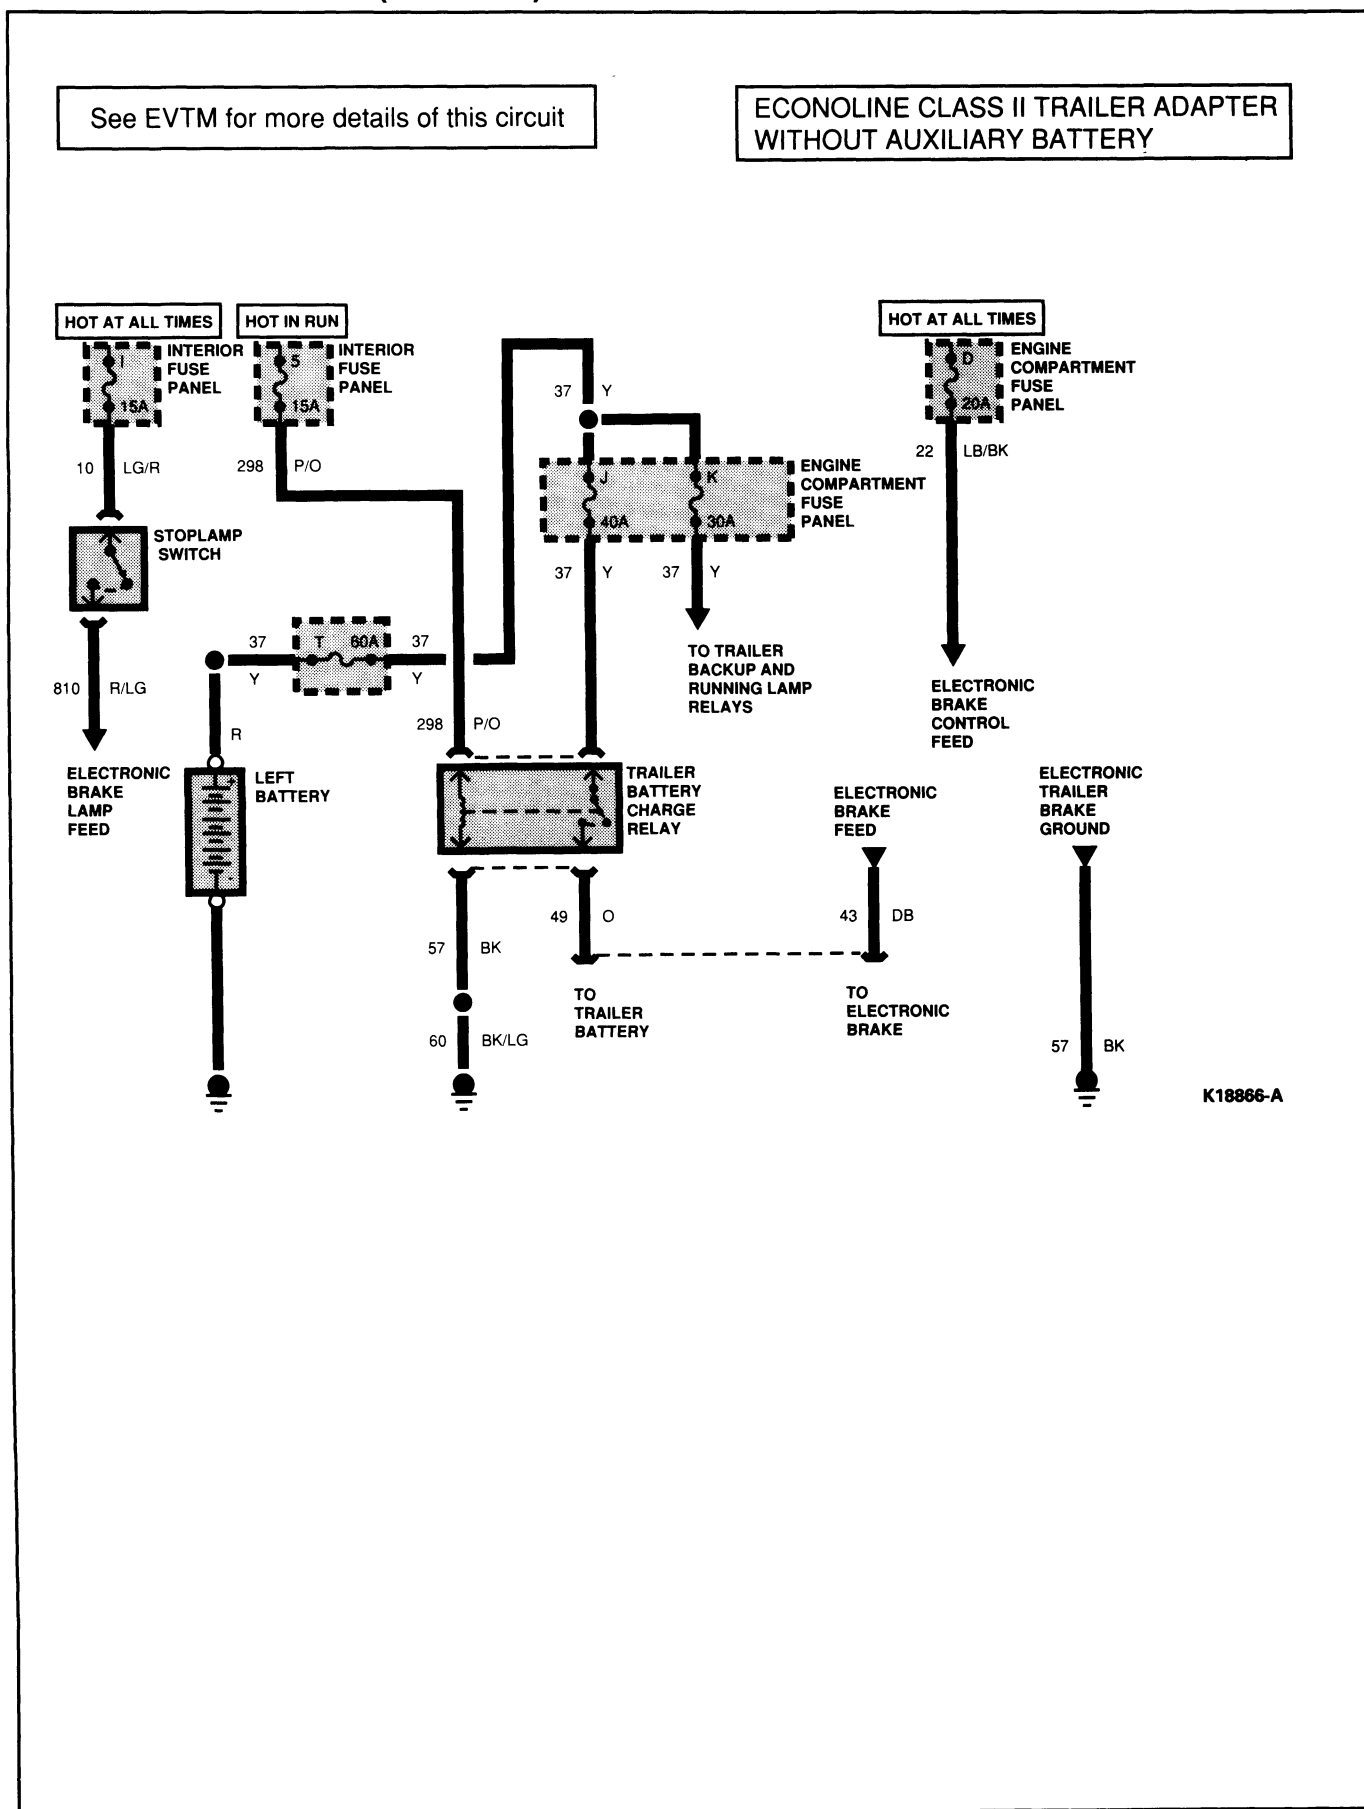 See EVTM for more details of this circuit
ECONOLINE CLASS II TRAILER ADAPTER
WITHOUT AUXILIARY BATTERY
HOT AT ALL TIMES
HOT IN RUN
HOT AT ALL TIMES
I
15A
INTERIOR
FUSE
PANEL
5
15A
INTERIOR
FUSE
PANEL
D
20A
ENGINE
COMPARTMENT
FUSE
PANEL
37 Y
10 LG/R
298 P/O
22 LB/BK
J
40A
K
30A
ENGINE
COMPARTMENT
FUSE
PANEL
STOPLAMP
SWITCH
37 Y
37 Y
TO TRAILER
BACKUP AND
RUNNING LAMP
RELAYS
37
Y
T 60A
37
Y
810 R/LG
298 P/O
R
ELECTRONIC
BRAKE
CONTROL
FEED
ELECTRONIC
BRAKE
LAMP
FEED
+
-
LEFT
BATTERY
TRAILER
BATTERY
CHARGE
RELAY
ELECTRONIC
BRAKE
FEED
ELECTRONIC
TRAILER
BRAKE
GROUND
49 O
43 DB
57 BK
TO
TRAILER
BATTERY
TO
ELECTRONIC
BRAKE
60 BK/LG
57 BK
K18866-A